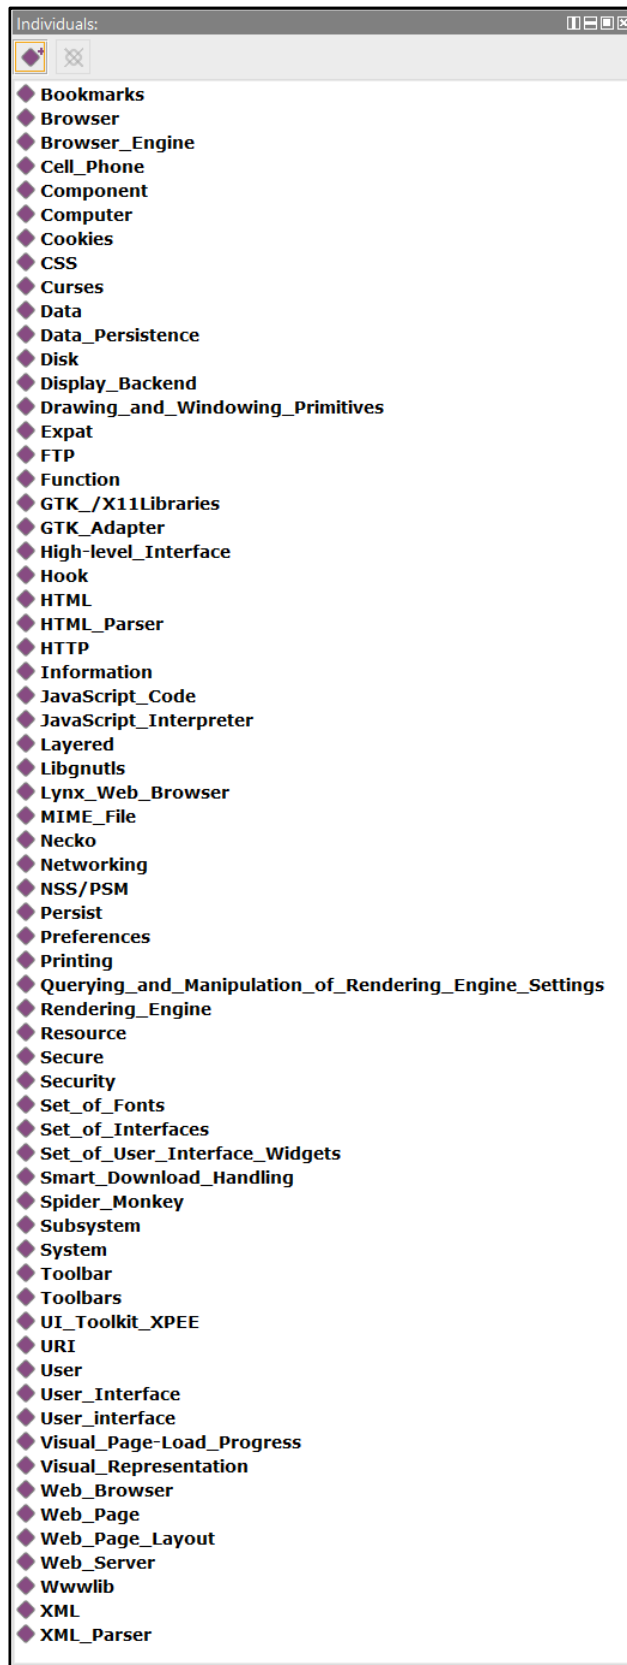 Individuals:
Bookmarks
Browser
Browser_Engine
Cell_Phone
Component
Computer
Cookies
CSS
Curses
Data
Data_Persistence
Disk
Display_Backend
Drawing_and_Windowing_Primitives
Expat
FTP
Function
GTK_/X11Libraries
GTK_Adapter
High-level_Interface
Hook
HTML
HTML_Parser
HTTP
Information
JavaScript_Code
JavaScript_Interpreter
Layered
Libgnutls
Lynx_Web_Browser
MIME_File
Necko
Networking
NSS/PSM
Persist
Preferences
Printing
Querying_and_Manipulation_of_Rendering_Engine_Settings
Rendering_Engine
Resource
Secure
Security
Set_of_Fonts
Set_of_Interfaces
Set_of_User_Interface_Widgets
Smart_Download_Handling
Spider_Monkey
Subsystem
System
Toolbar
Toolbars
UI_Toolkit_XPEE
URI
User
User_Interface
User_interface
Visual_Page-Load_Progress
Visual_Representation
Web_Browser
Web_Page
Web_Page_Layout
Web_Server
Wwwlib
XML
XML_Parser